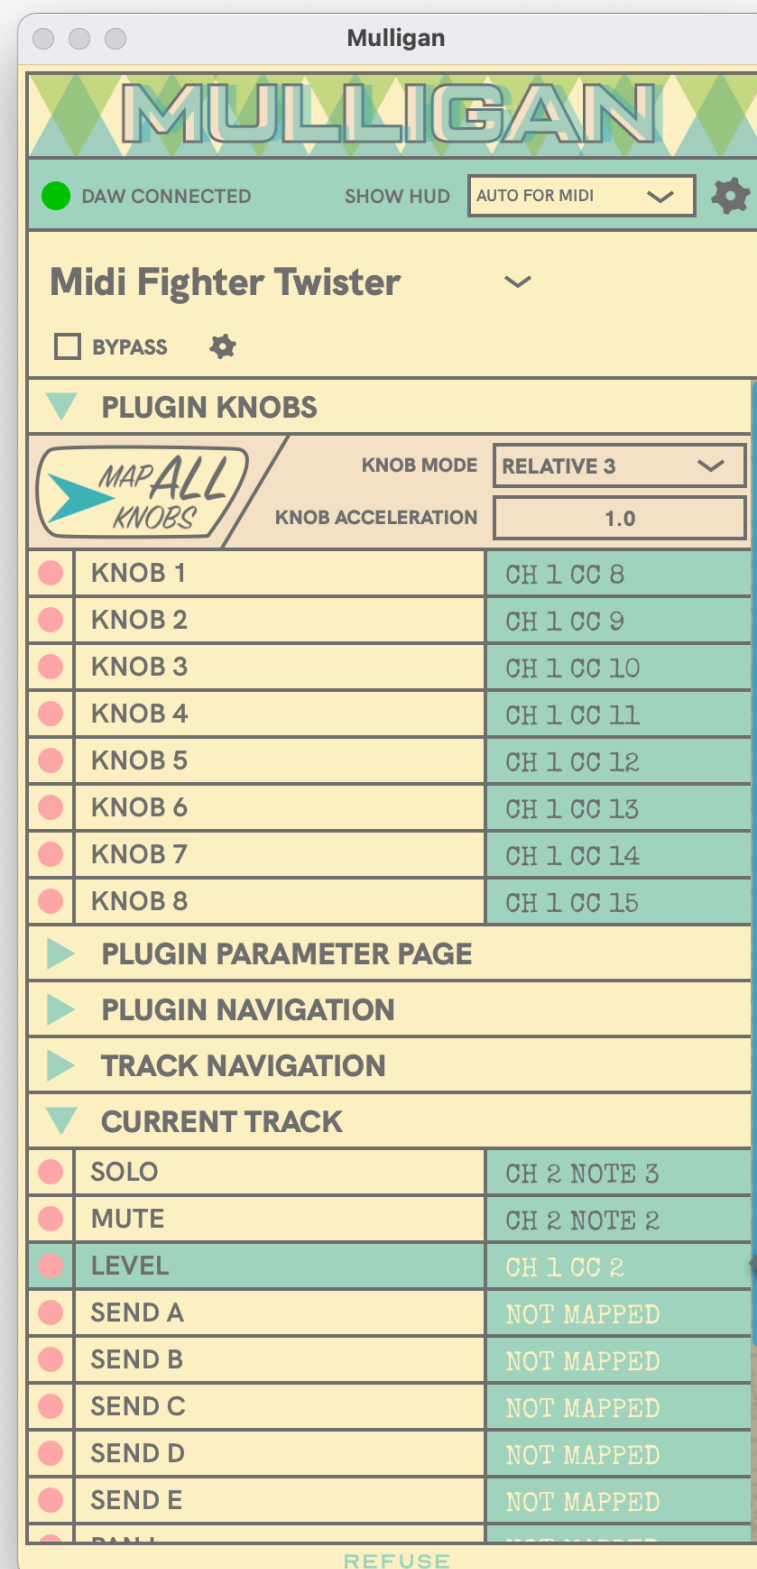 Mulligan
MULLIGAN
DAW CONNECTED SHOW HUD AUTO FOR MIDI
Midi Fighter Twister
BYPASS
PLUGIN KNOBS
MAP ALL KNOBS
KNOB MODE RELATIVE 3
KNOB ACCELERATION 1.0
KNOB 1 CH 1 CC 8
KNOB 2 CH 1 CC 9
KNOB 3 CH 1 CC 10
KNOB 4 CH 1 CC 11
KNOB 5 CH 1 CC 12
KNOB 6 CH 1 CC 13
KNOB 7 CH 1 CC 14
KNOB 8 CH 1 CC 15
PLUGIN PARAMETER PAGE
PLUGIN NAVIGATION
TRACK NAVIGATION
CURRENT TRACK
SOLO CH 2 NOTE 3
MUTE CH 2 NOTE 2
LEVEL CH 1 CC 2
SEND A NOT MAPPED
SEND B NOT MAPPED
SEND C NOT MAPPED
SEND D NOT MAPPED
SEND E NOT MAPPED
REFUSE